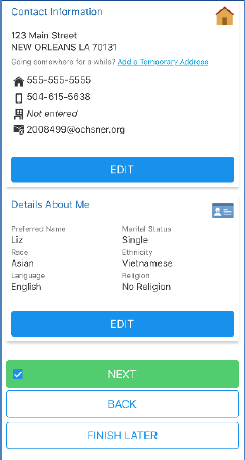 Contact Information
123 Main Street
NEW ORLEANS LA 70131
Going somewhere for a while? Add a Temporary Address
555-555-5555
504-615-5638
Not entered
2008499@ochsner.org
EDIT
Details About Me
Preferred Name Marital Status
Liz Single
Race Ethnicity
Asian Vietnamese
Language Religion
English No Religion
EDIT
NEXT
BACK
FINISH LATER